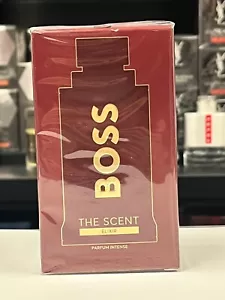 BOSS
THE SCENT
ELIXIR
PARFUM INTENSE